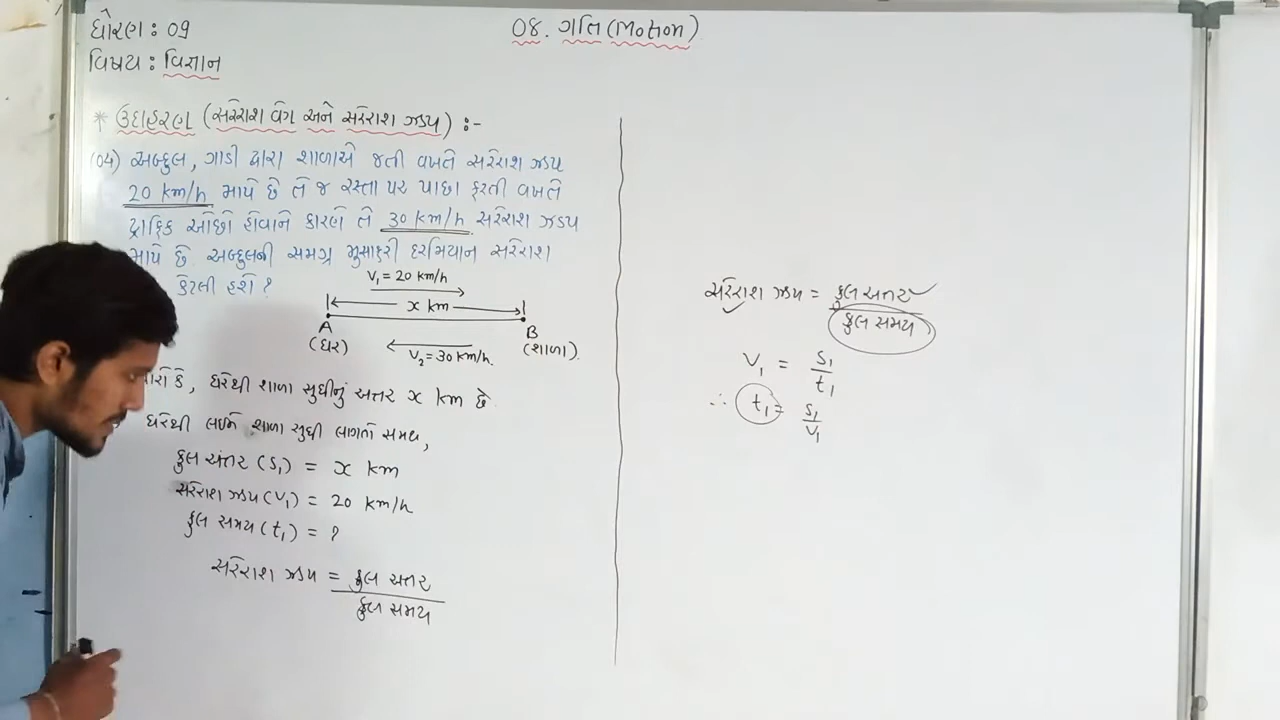 ધોરણ : 09
વિષય : વિજ્ઞાન
08. ગતિ (Motion)
* ઉદાહરણ (સરેરાશ વેગ અને સરેરાશ ઝડપ) :-
(04) અબ્દુલ, ગાડી દ્વારા શાળાએ જતી વખતે સરેરાશ ઝડપ
20 km/h માપે છે તે જ રસ્તા પર પાછા ફરતી વખતે
ટ્રાફિક ઓછો હોવાને કારણે તે 30 km/h સરેરાશ ઝડપ
માપે છે. અબ્દુલની સમગ્ર મુસાફરી દરમિયાન સરેરાશ
કેટલી હશે ?
V₁ = 20 km/h
x km
A
B
(ઘર)
(શાળા).
V₂ = 30 km/h.
કે, ઘરેથી શાળા સુધીનું અંતર x km છે
ઘરેથી લઈને શાળા સુધી લાગતો સમય,
કુલ અંતર (S₁) = x km
સરેરાશ ઝડપ (V₁) = 20 km/h
કુલ સમય (t₁) = ?
સરેરાશ ઝડપ = કુલ અંતર
કુલ સમય
સરેરાશ ઝડપ = કુલ અંતર
કુલ સમય
V₁ = S₁
t₁
∴ t₁ = S₁
V₁